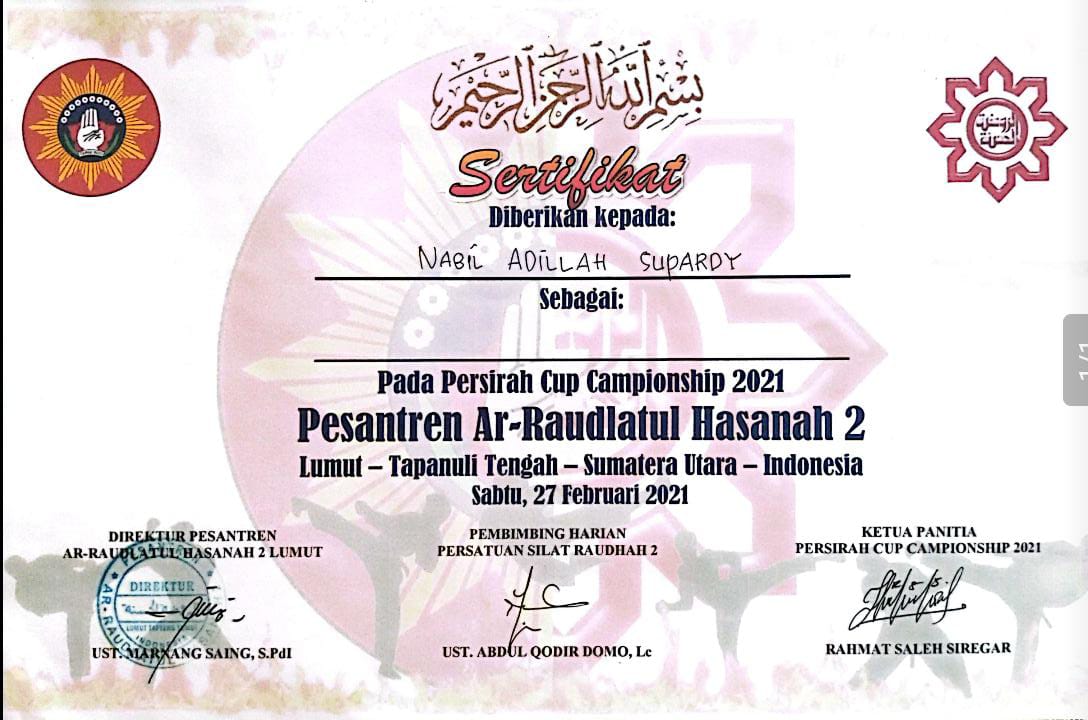 بسم الله الرحمن الرحيم
Sertifikat
Diberikan kepada:
NABIL ADILLAH SUPARDY
Sebagai:
Pada Persirah Cup Campionship 2021
Pesantren Ar-Raudlatul Hasanah 2
Lumut – Tapanuli Tengah – Sumatera Utara – Indonesia
Sabtu, 27 Februari 2021
DIREKTUR PESANTREN
AR-RAUDLATUL HASANAH 2 LUMUT
DIREKTUR
UST. MARXANG SAING, S.PdI
PEMBIMBING HARIAN
PERSATUAN SILAT RAUDHAH 2
UST. ABDUL QODIR DOMO, Lc
KETUA PANITIA
PERSIRAH CUP CAMPIONSHIP 2021
RAHMAT SALEH SIREGAR
1/1